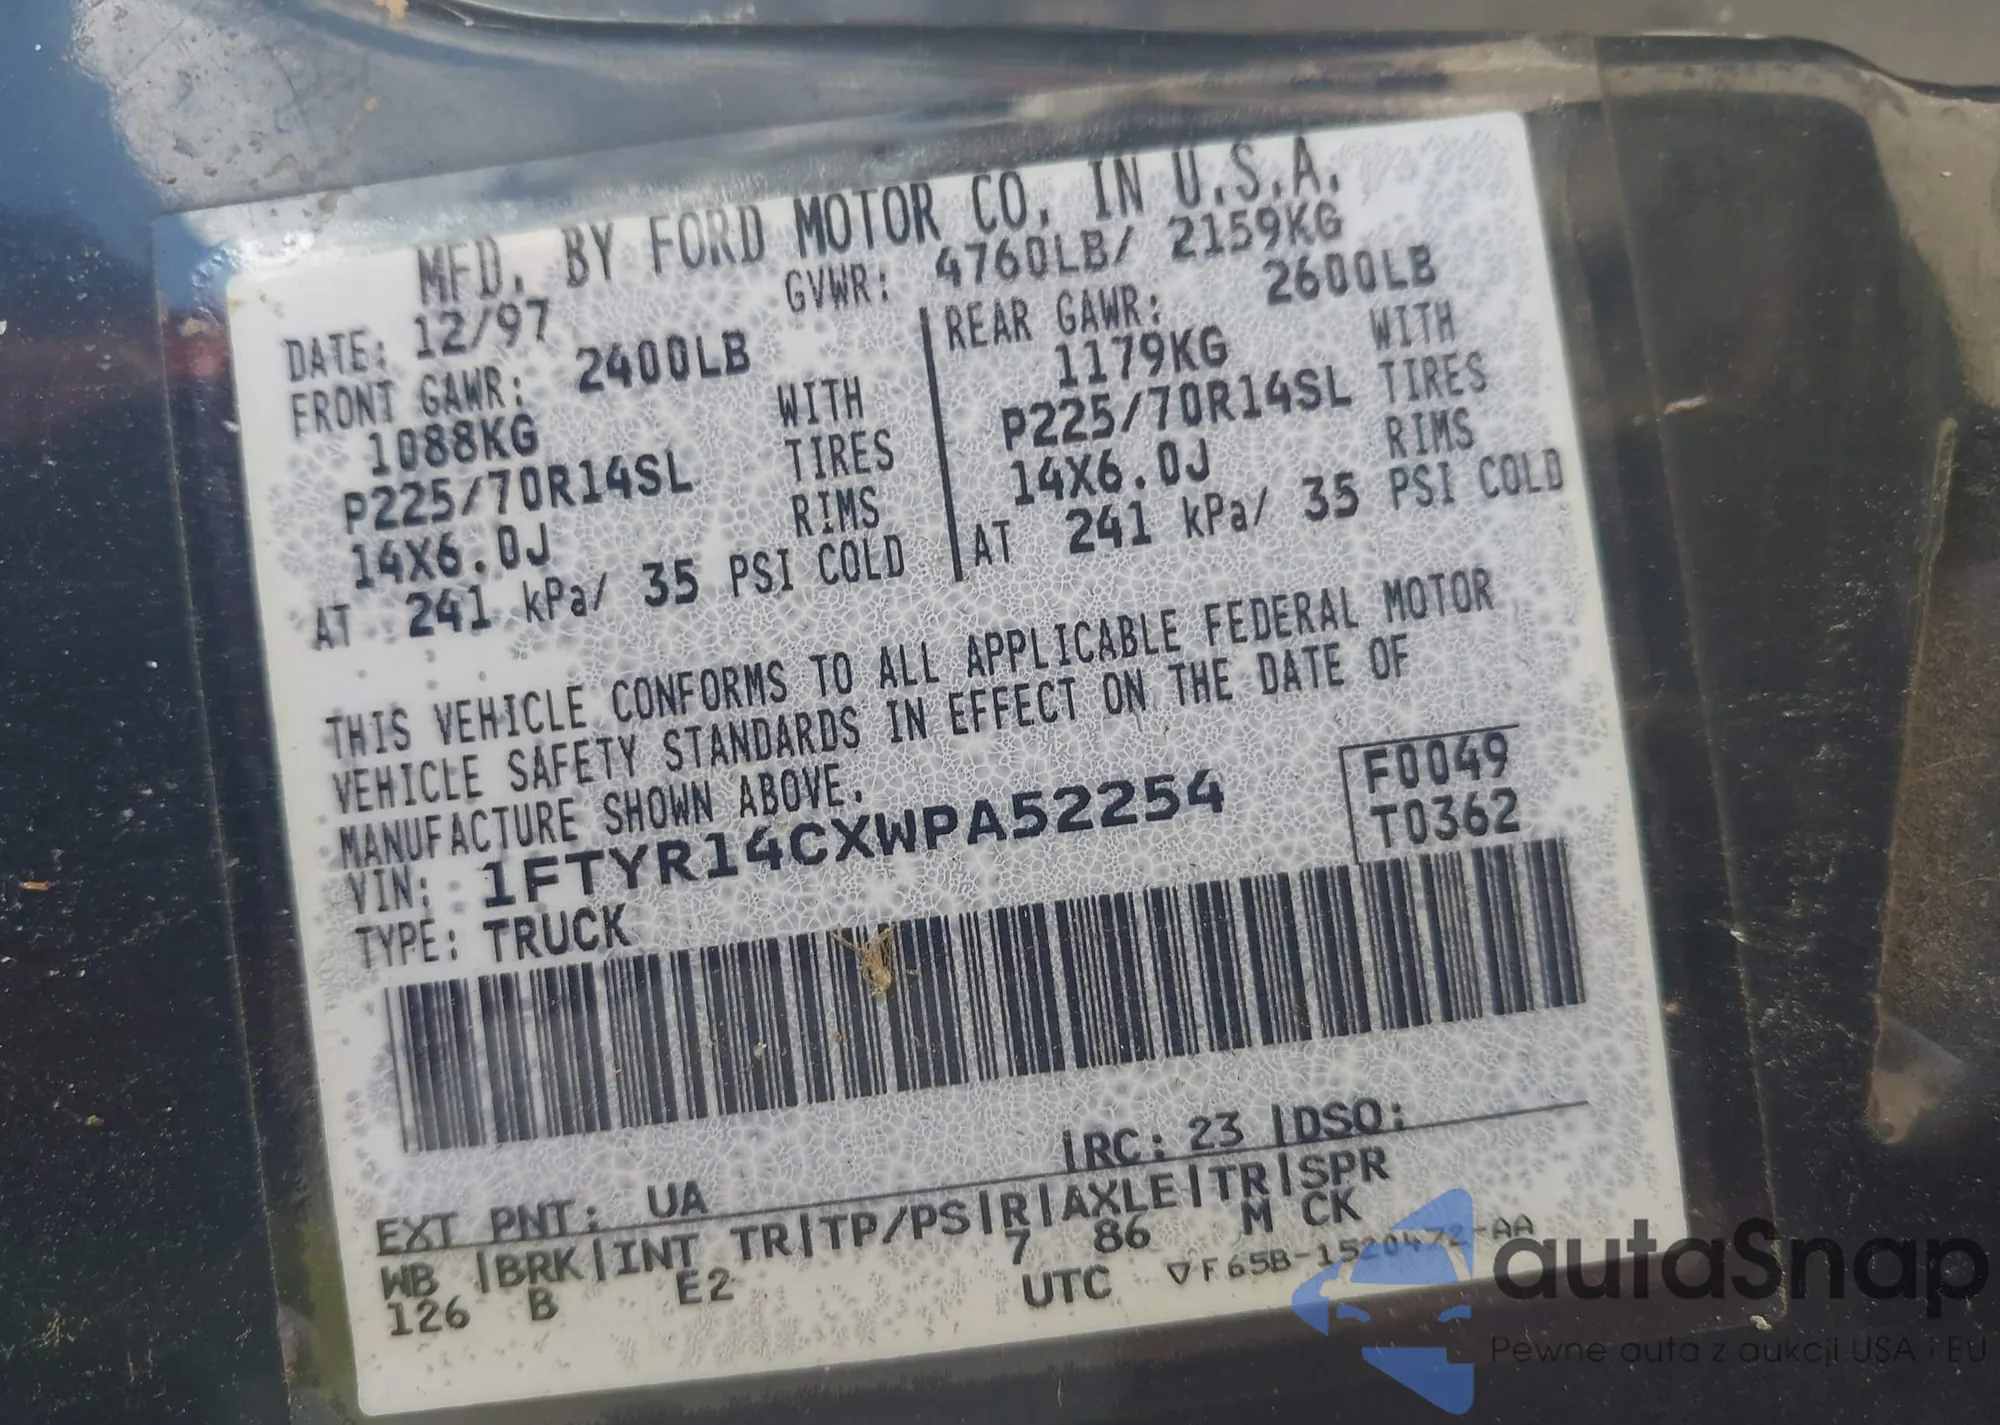 MFD. BY FORD MOTOR CO. IN U.S.A.
DATE: 12/97 GVWR: 4760LB/ 2159KG
FRONT GAWR: 2400LB
1088KG WITH
P225/70R14SL TIRES
14X6.0J RIMS
AT 241 kPa/ 35 PSI COLD
REAR GAWR: 2600LB
1179KG WITH
P225/70R14SL TIRES
14X6.0J RIMS
AT 241 kPa/ 35 PSI COLD
THIS VEHICLE CONFORMS TO ALL APPLICABLE FEDERAL MOTOR
VEHICLE SAFETY STANDARDS IN EFFECT ON THE DATE OF
MANUFACTURE SHOWN ABOVE.
VIN: 1FTYR14CXWPA52254
F0049
T0362
TYPE: TRUCK
EXT PNT: UA |RC: 23 |DSO:
WB |BRK|INT TR|TP/PS|R|AXLE|TR|SPR
126 B E2 7 86 M CK
UTC ▽F65B-1520472-AA
autaSnap
Pewne auta z aukcji USA i EU